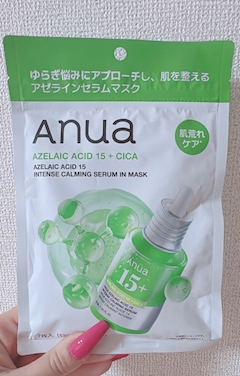 ゆらぎ悩みにアプローチし、肌を整える
アゼラインセラムマスク
Anua
肌荒れ
ケア
AZELAIC ACID 15 + CICA
AZELAIC ACID 15
INTENSE CALMING SERUM IN MASK
Anua
15+